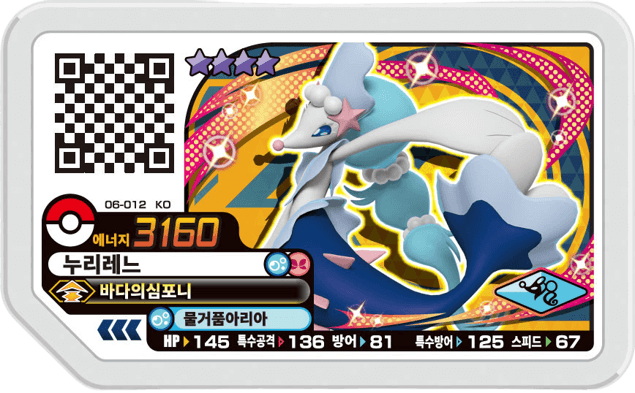 06-012 KO
에너지 3160
누리레느
바다의심포니
물거품아리아
HP 145 특수공격 136 방어 81 특수방어 125 스피드 67